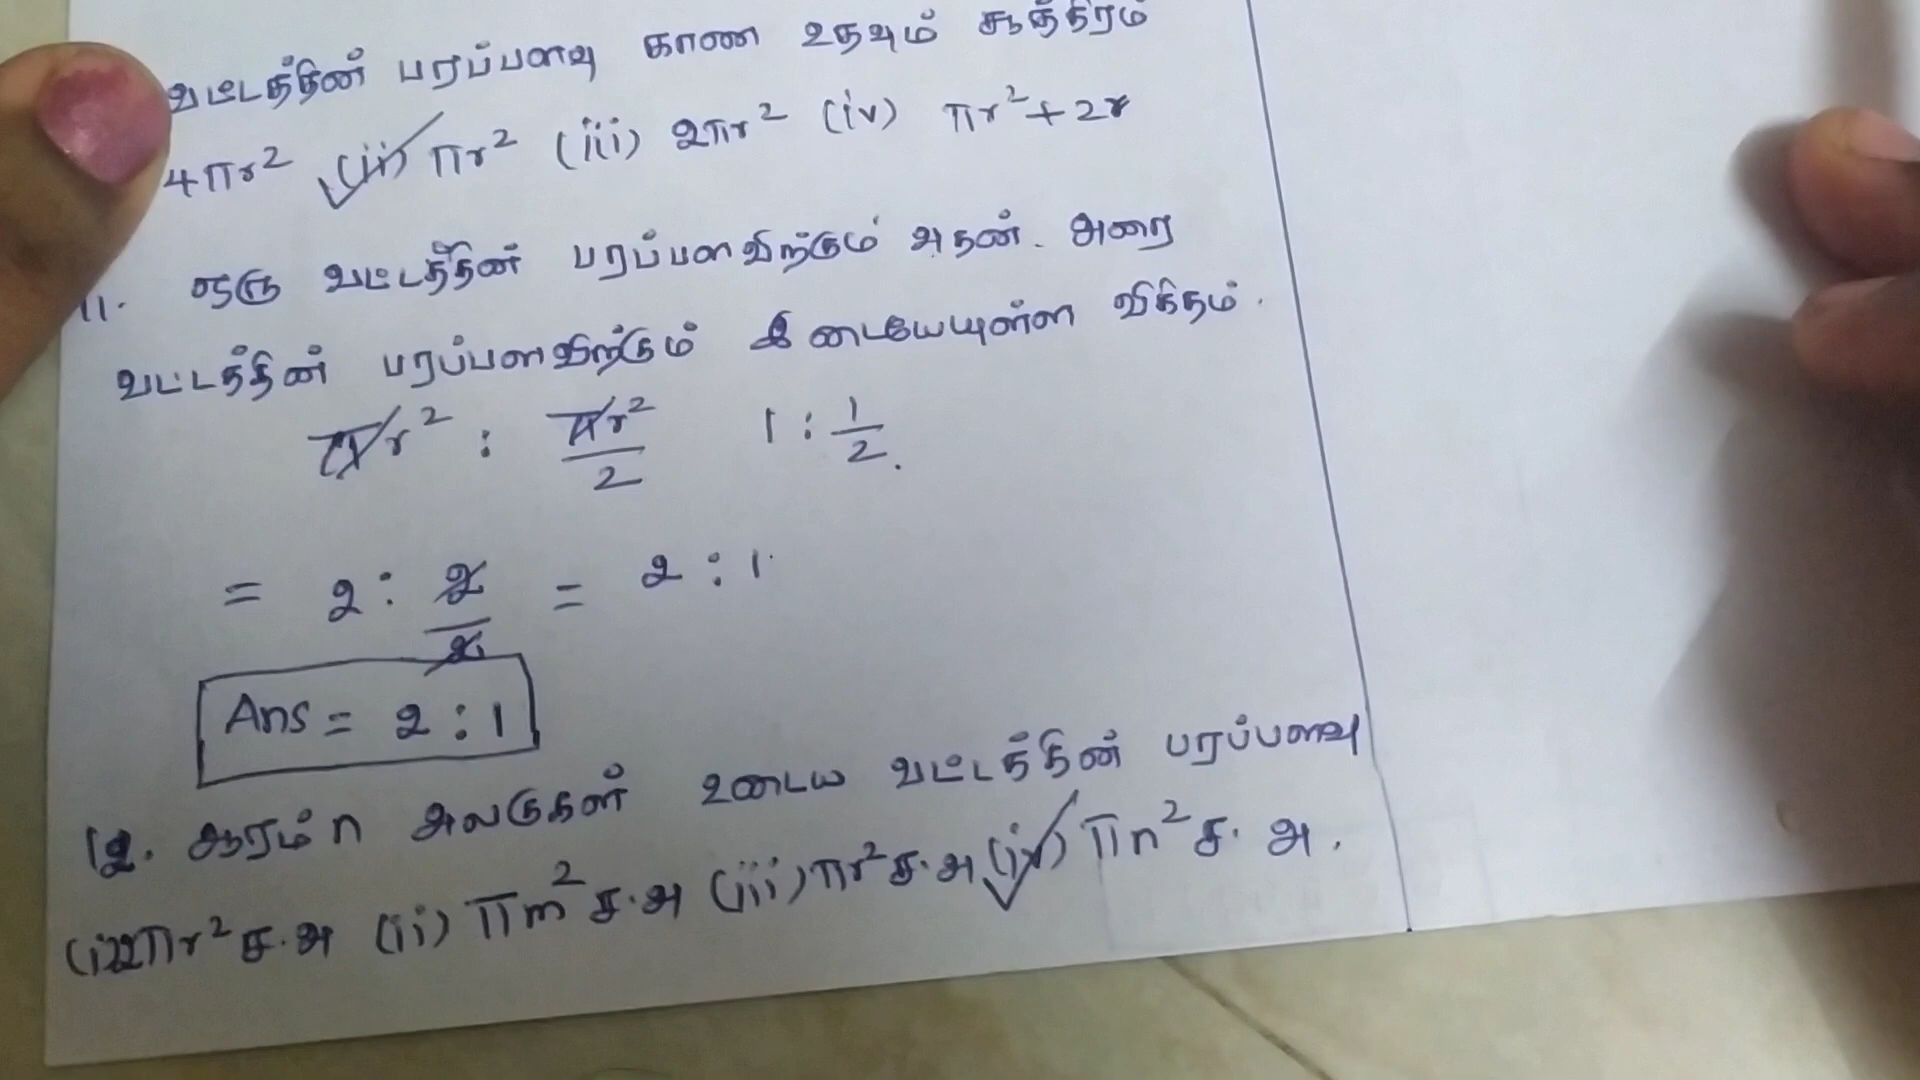 வட்டத்தின் பரப்பளவு காண உதவும் சூத்திரம்
4πr² (ii) πr² (iii) 2πr² (iv) πr²+2r
11. ஒரு வட்டத்தின் பரப்பளவிற்கும் அதன். அரை
வட்டத்தின் பரப்பளவிற்கும் இடையேயுள்ள விகிதம்.
πr² : πr²/2 1 : 1/2.
= 2 : 2/2 = 2 : 1
Ans = 2 : 1
12. ஆரம் n அலகுகள் உடைய வட்டத்தின் பரப்பளவு
(i) 2πr² ச.அ (ii) πm² ச.அ (iii) πr² ச.அ (iv) πn² ச.அ.